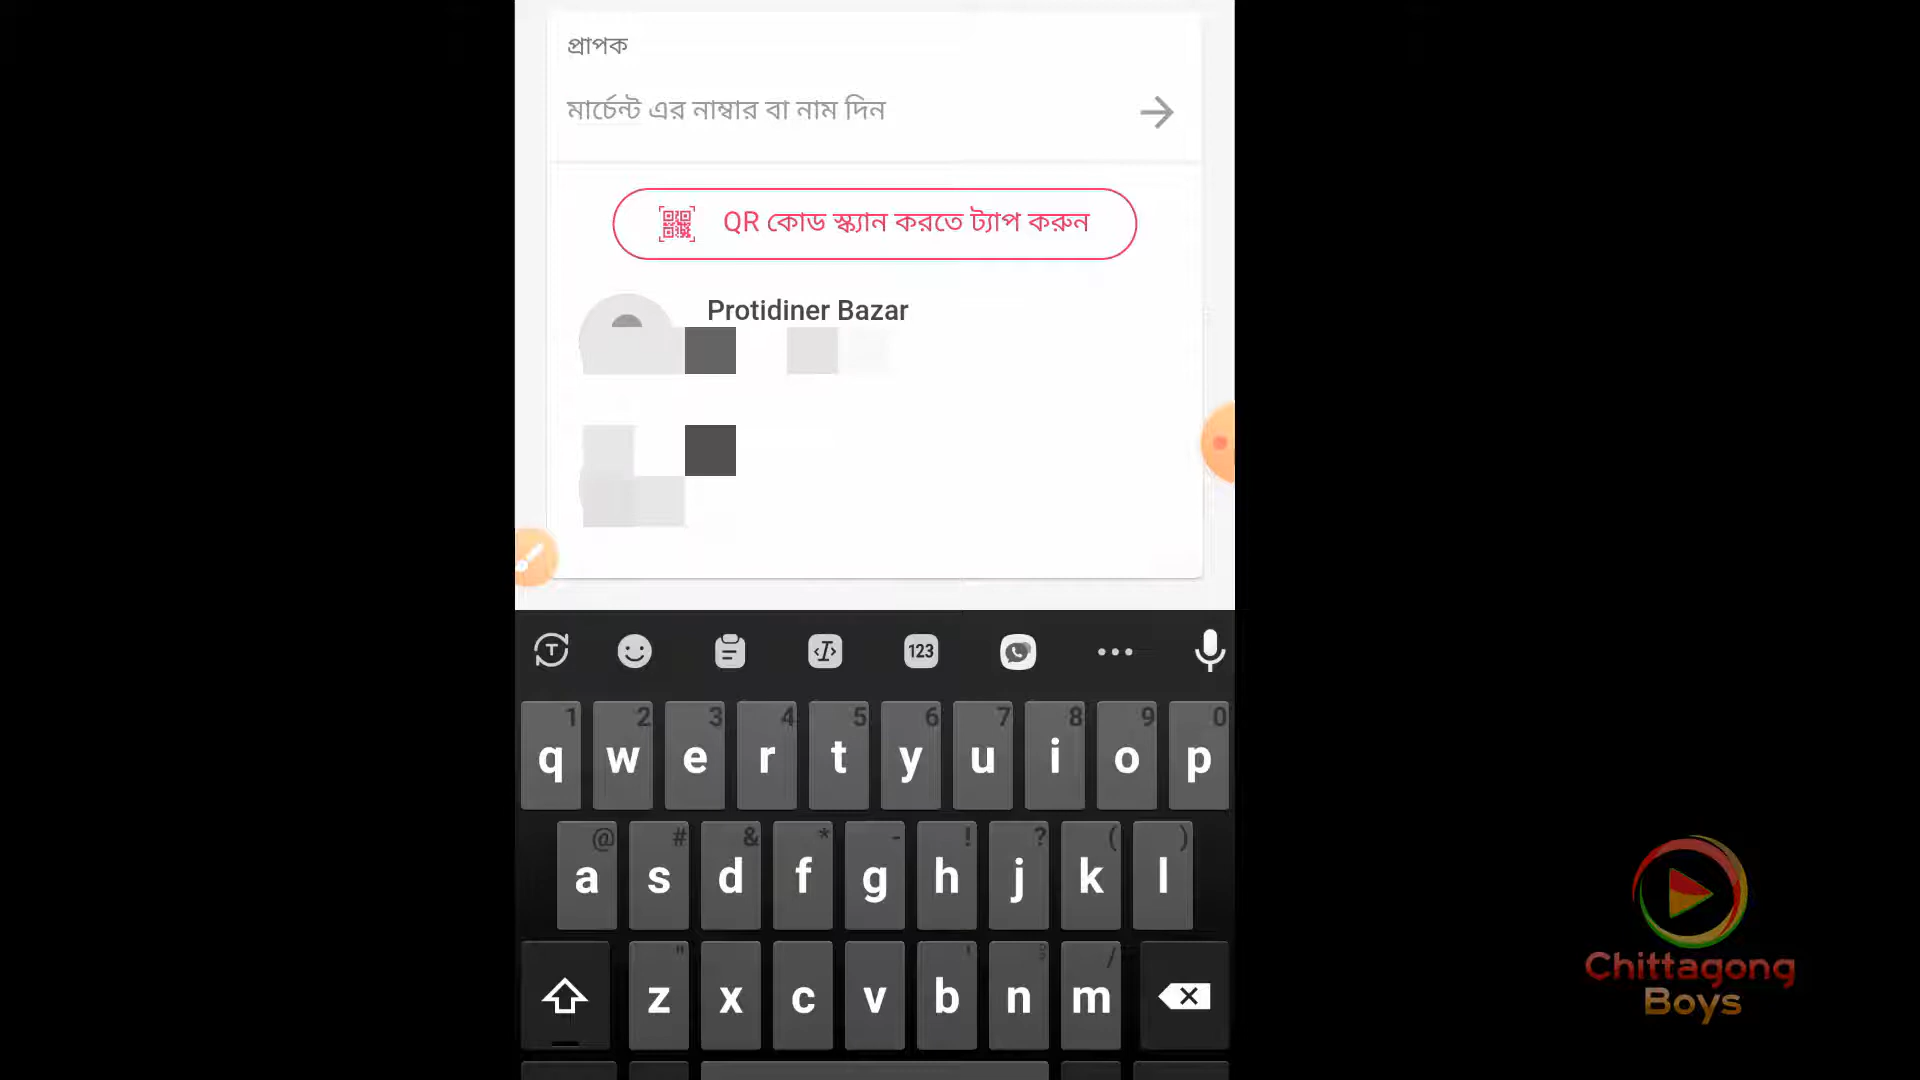 প্রাপক
মার্চেন্ট এর নাম্বার বা নাম দিন
QR কোড স্ক্যান করতে ট্যাপ করুন
Protidiner Bazar
T 123
1 2 3 4 5 6 7 8 9 0
q w e r t y u i o p
@ # & * - ! ? ( )
a s d f g h j k l
" ' ; /
z x c v b n m
Chittagong
Boys